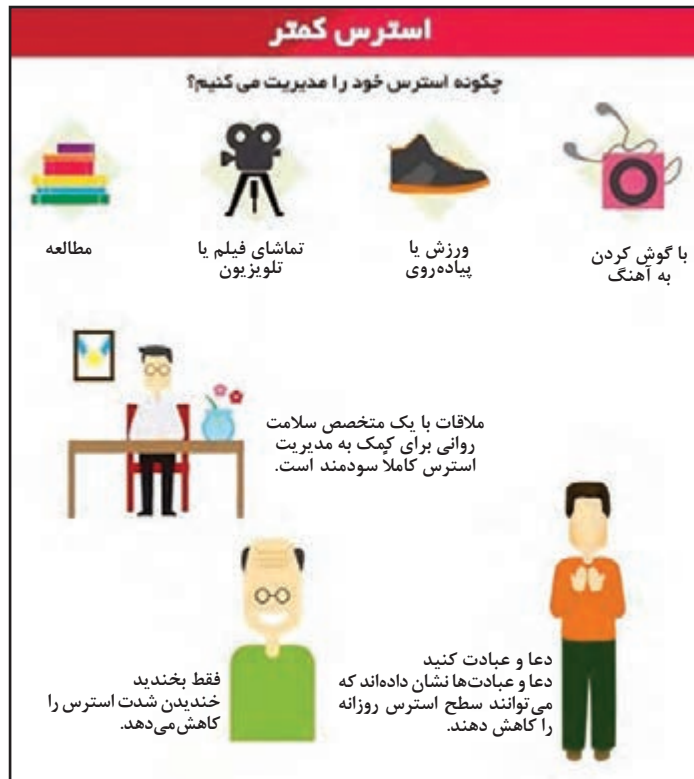 استرس کمتر
چگونه استرس خود را مدیریت می کنیم؟
با گوش کردن
به آهنگ
ورزش یا
پیاده‌روی
تماشای فیلم یا
تلویزیون
مطالعه
ملاقات با یک متخصص سلامت
روانی برای کمک به مدیریت
استرس کاملاً سودمند است.
دعا و عبادت کنید
دعا و عبادت‌ها نشان داده‌اند که
می‌توانند سطح استرس روزانه
را کاهش دهند.
فقط بخندید
خندیدن شدت استرس را
کاهش‌می‌دهد.